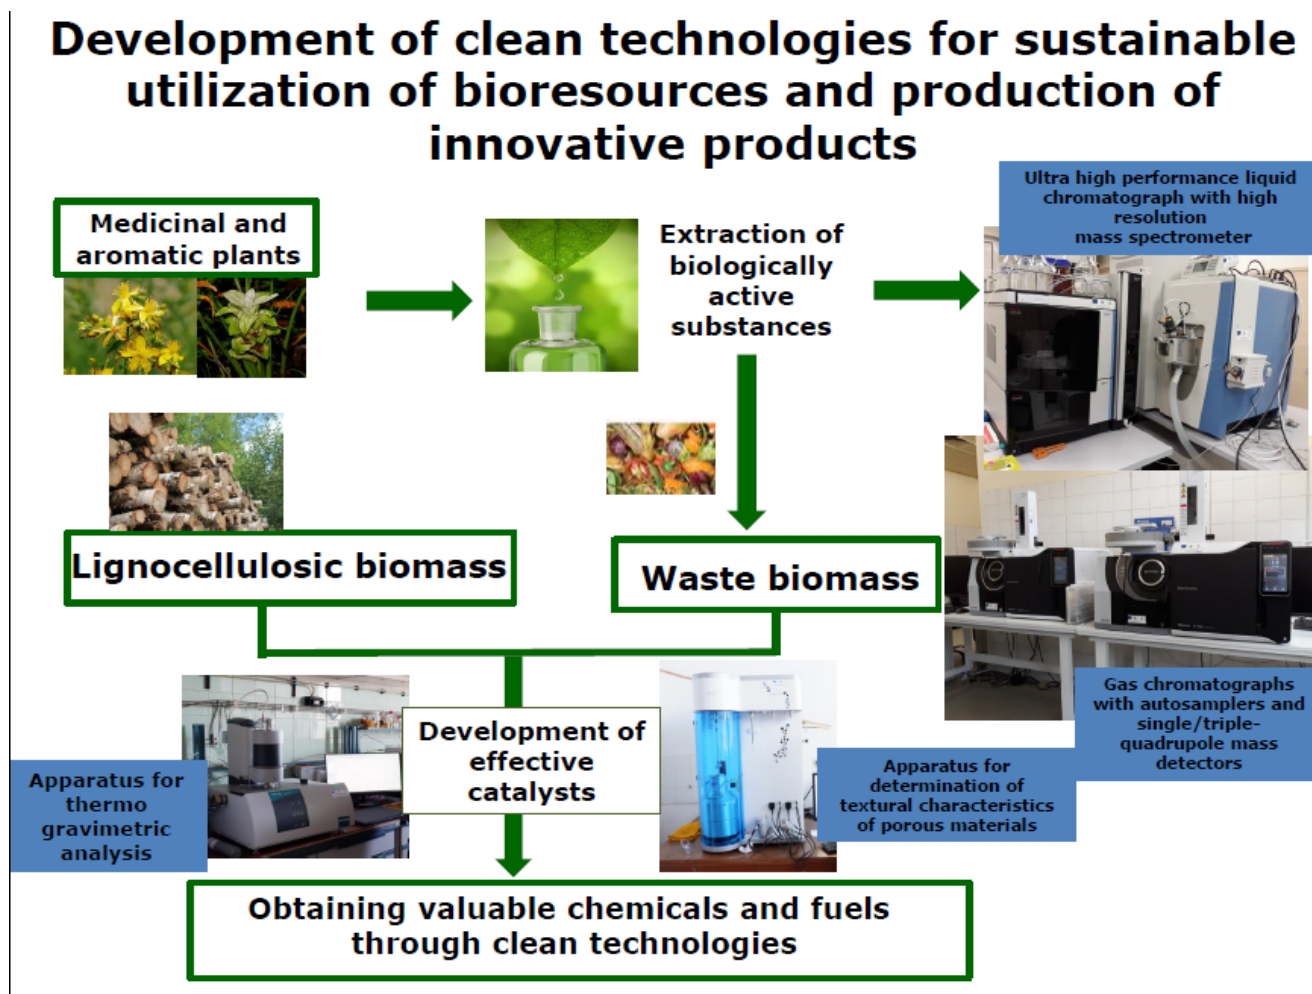 Development of clean technologies for sustainable
utilization of bioresources and production of
innovative products
Ultra high performance liquid
chromatograph with high
resolution
mass spectrometer
Medicinal and
aromatic plants
Extraction of
biologically
active
substances
Lignocellulosic biomass
Waste biomass
Gas chromatographs
with autosamplers and
single/triple-
quadrupole mass
detectors
Development of
effective
catalysts
Apparatus for
thermo
gravimetric
analysis
Apparatus for
determination of
textural characteristics
of porous materials
Obtaining valuable chemicals and fuels
through clean technologies